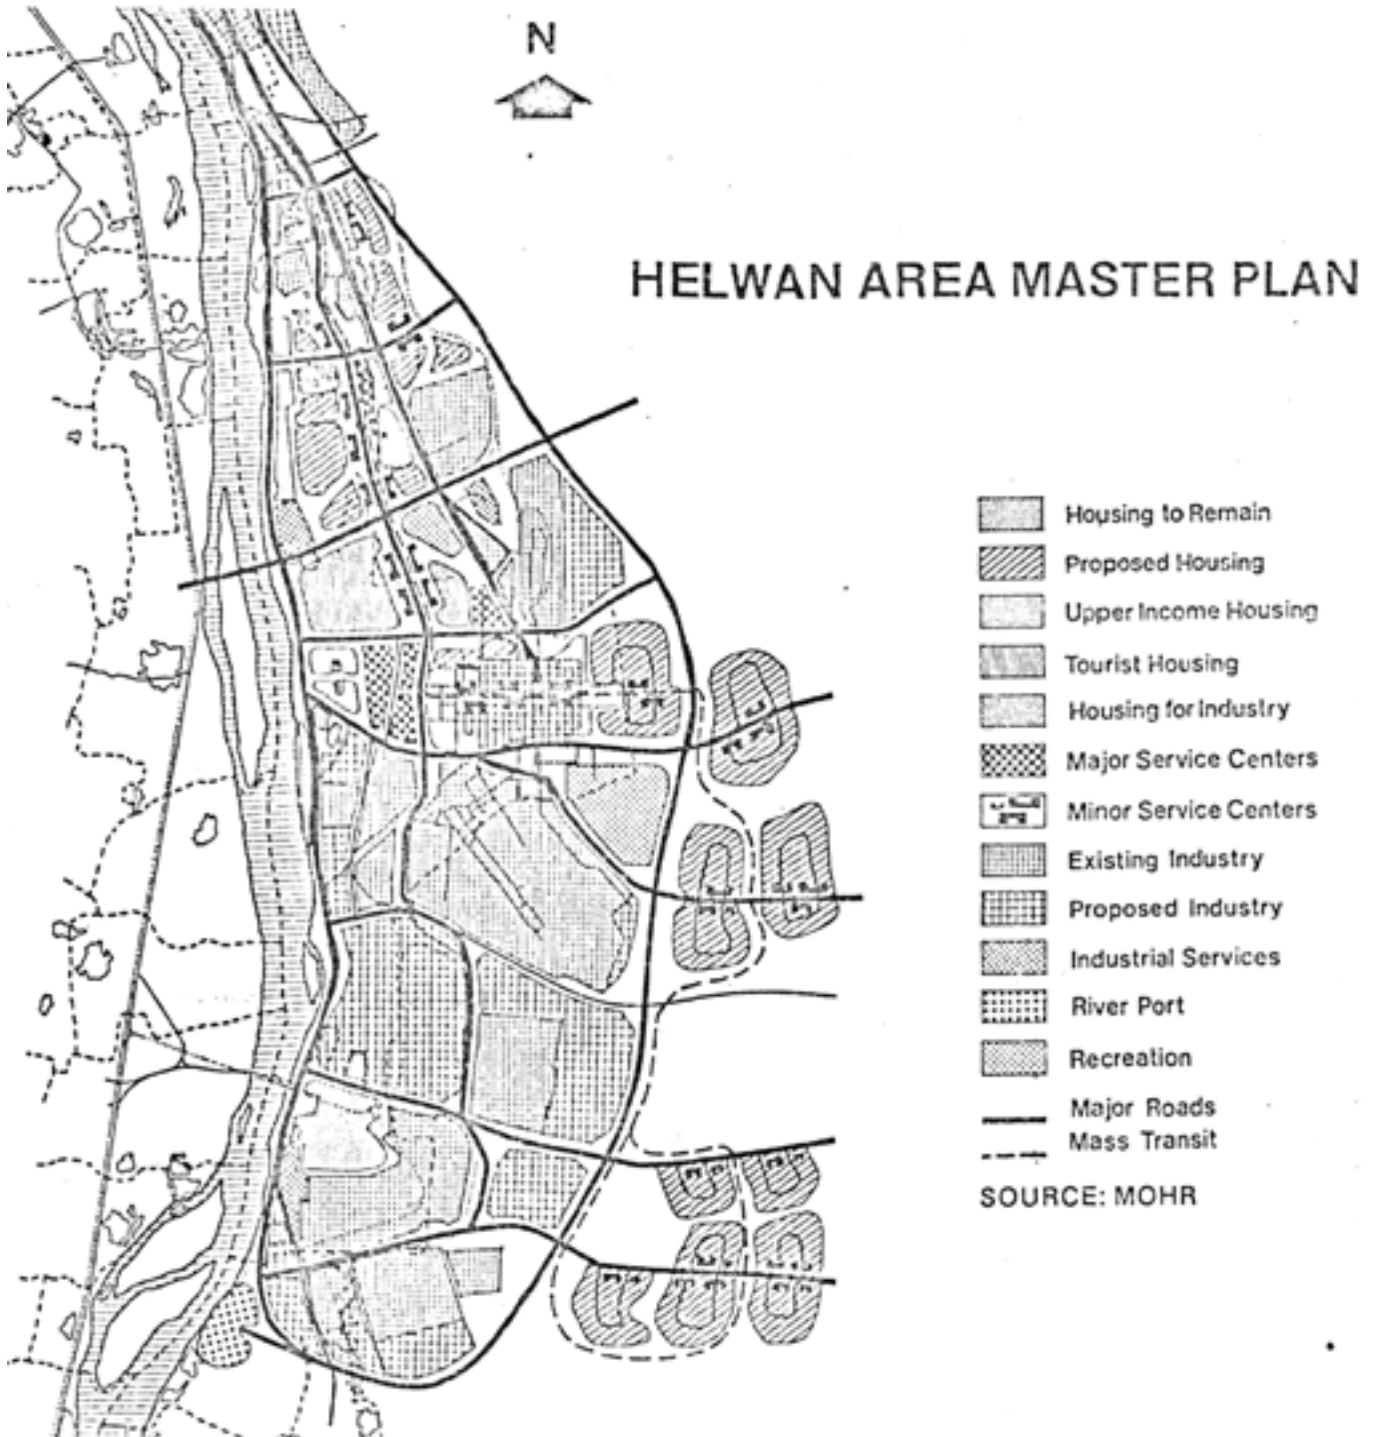 N
HELWAN AREA MASTER PLAN
Housing to Remain
Proposed Housing
Upper Income Housing
Tourist Housing
Housing for Industry
Major Service Centers
Minor Service Centers
Existing Industry
Proposed Industry
Industrial Services
River Port
Recreation
Major Roads
Mass Transit
SOURCE: MOHR